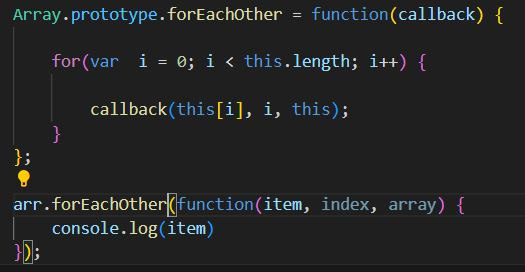 Array.prototype.forEachOther = function(callback) {
for(var  i = 0; i < this.length; i++) {
callback(this[i], i, this);
}
};
arr.forEachOther(function(item, index, array) {
console.log(item)
});